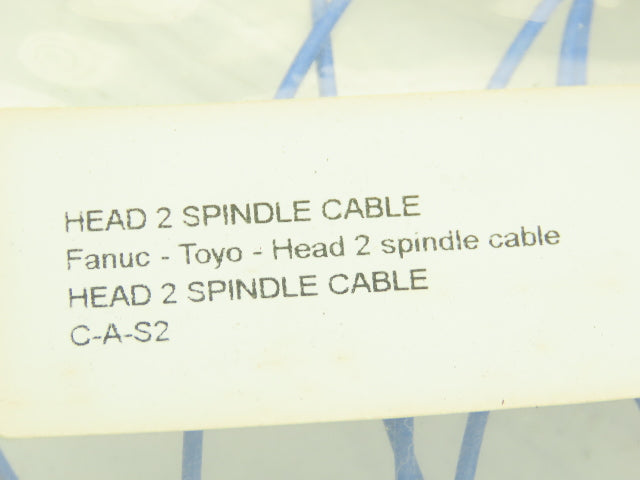 HEAD 2 SPINDLE CABLE
Fanuc - Toyo - Head 2 spindle cable
HEAD 2 SPINDLE CABLE
C-A-S2